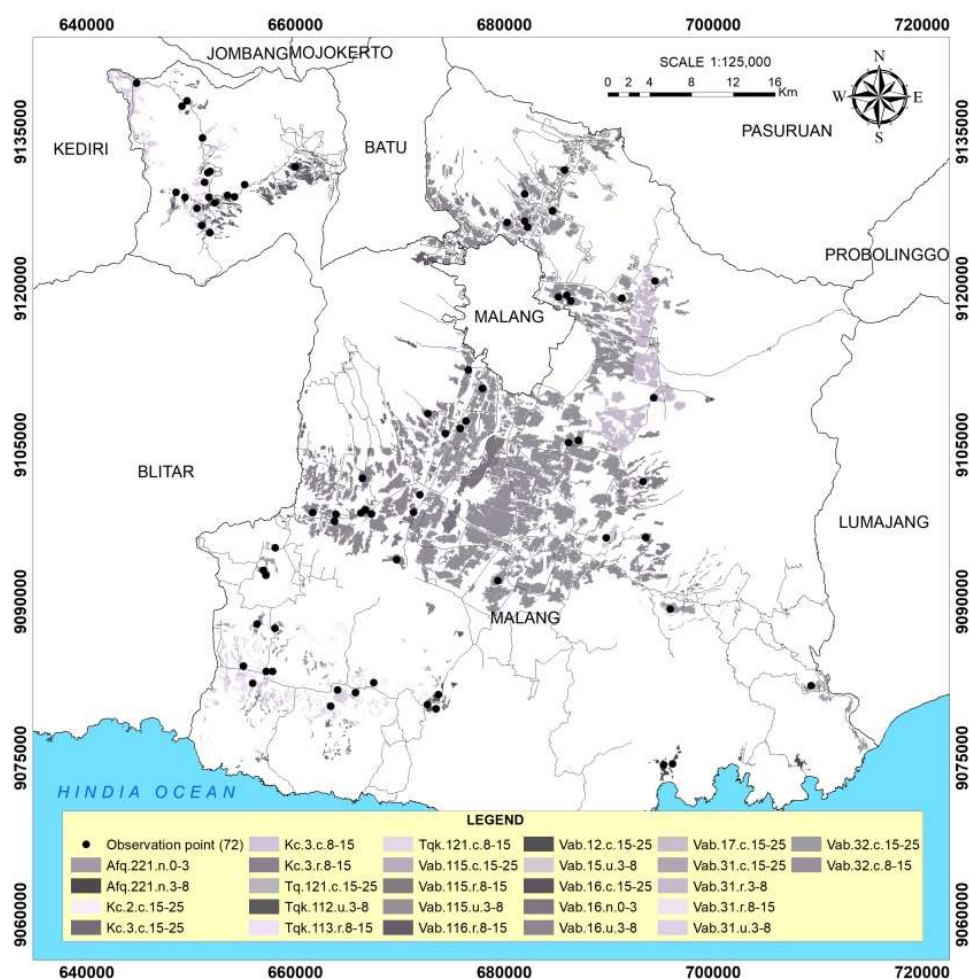 640000 660000 680000 700000 720000
JOMBANG MOJOKERTO
SCALE 1:125,000
0 2 4 8 12 16
Km
N
W E
S
9135000 9135000
KEDIRI
BATU
PASURUAN
PROBOLINGGO
9120000 9120000
MALANG
9105000 9105000
BLITAR
LUMAJANG
9090000 9090000
MALANG
9075000 9075000
HINDIA OCEAN
LEGEND
Observation point (72)
Afq.221.n.0-3
Afq.221.n.3-8
Kc.2.c.15-25
Kc.3.c.15-25
Kc.3.c.8-15
Kc.3.r.8-15
Tq.121.c.15-25
Tqk.112.u.3-8
Tqk.113.r.8-15
Tqk.121.c.8-15
Vab.115.c.15-25
Vab.115.r.8-15
Vab.115.u.3-8
Vab.116.r.8-15
Vab.12.c.15-25
Vab.15.u.3-8
Vab.16.c.15-25
Vab.16.n.0-3
Vab.16.u.3-8
Vab.17.c.15-25
Vab.31.c.15-25
Vab.31.r.3-8
Vab.31.r.8-15
Vab.31.u.3-8
Vab.32.c.15-25
Vab.32.c.8-15
9060000 9060000
640000 660000 680000 700000 720000